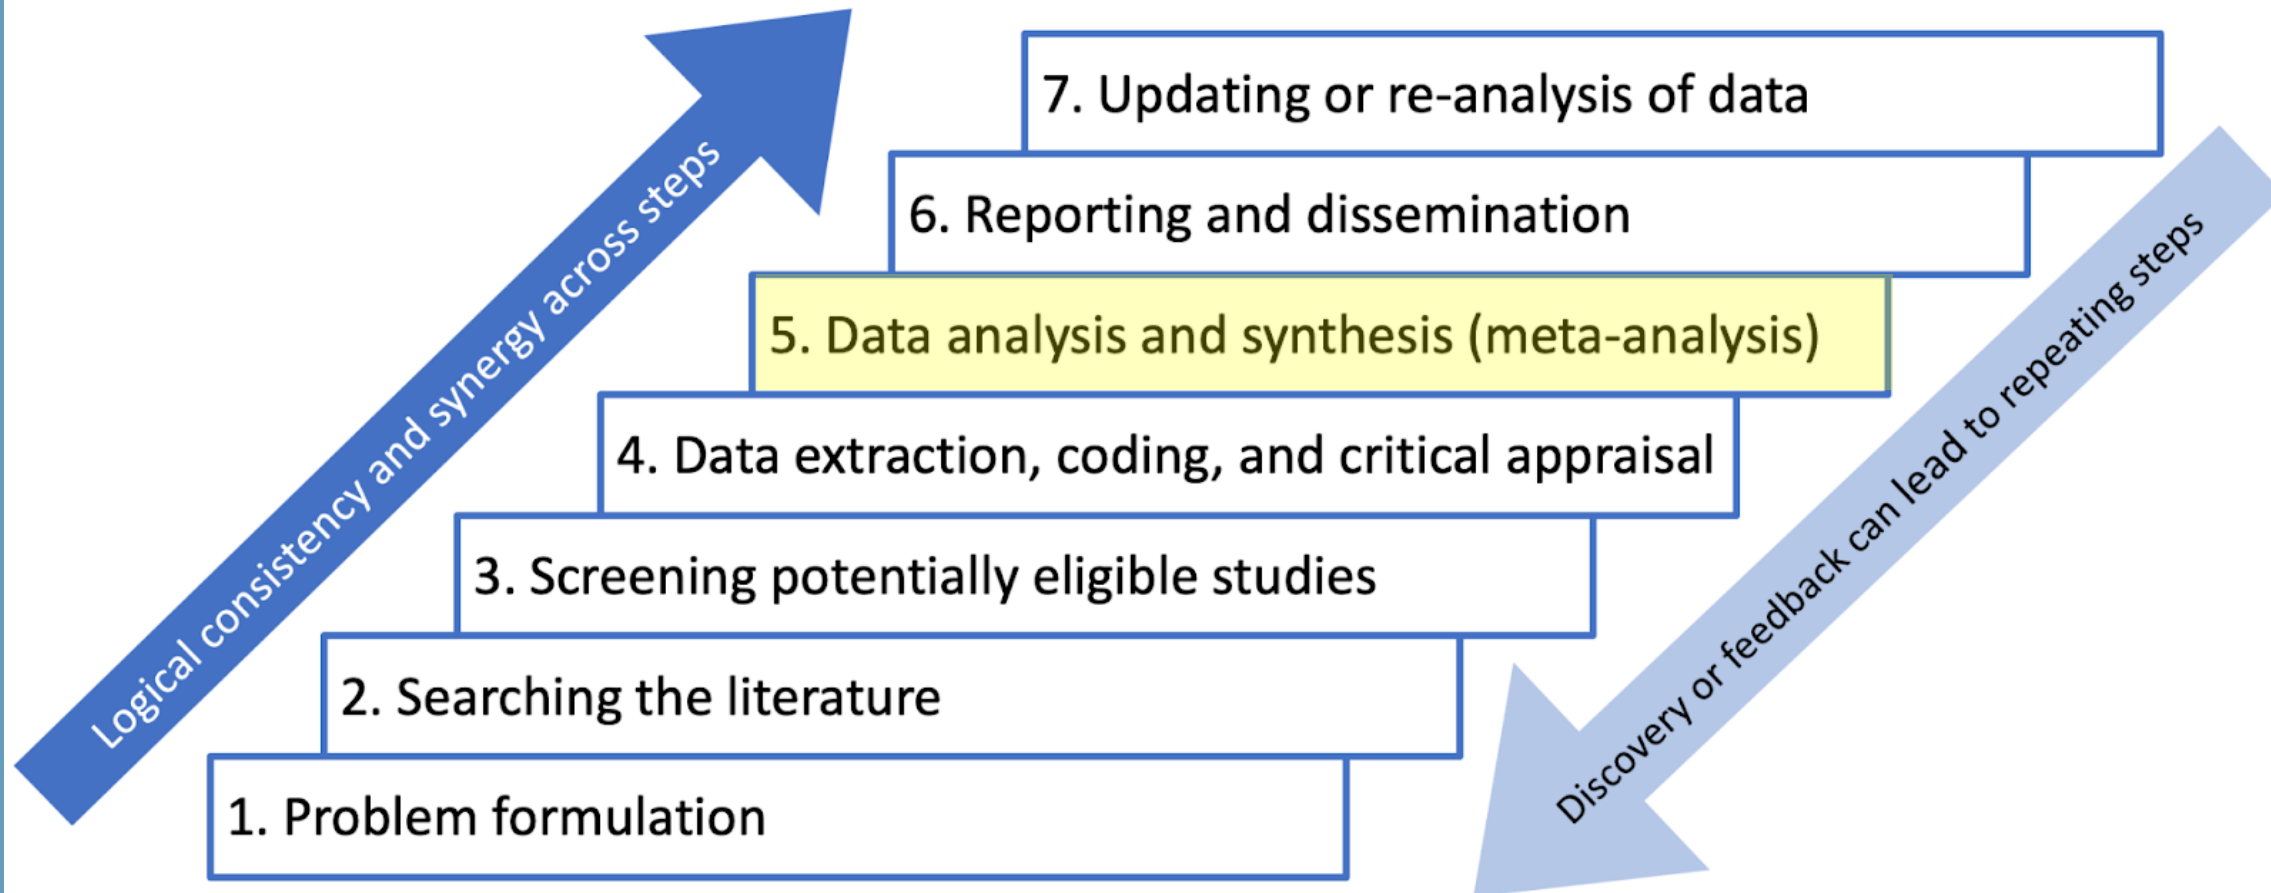 7. Updating or re-analysis of data
6. Reporting and dissemination
5. Data analysis and synthesis (meta-analysis)
4. Data extraction, coding, and critical appraisal
3. Screening potentially eligible studies
2. Searching the literature
1. Problem formulation
Logical consistency and synergy across steps
Discovery or feedback can lead to repeating steps